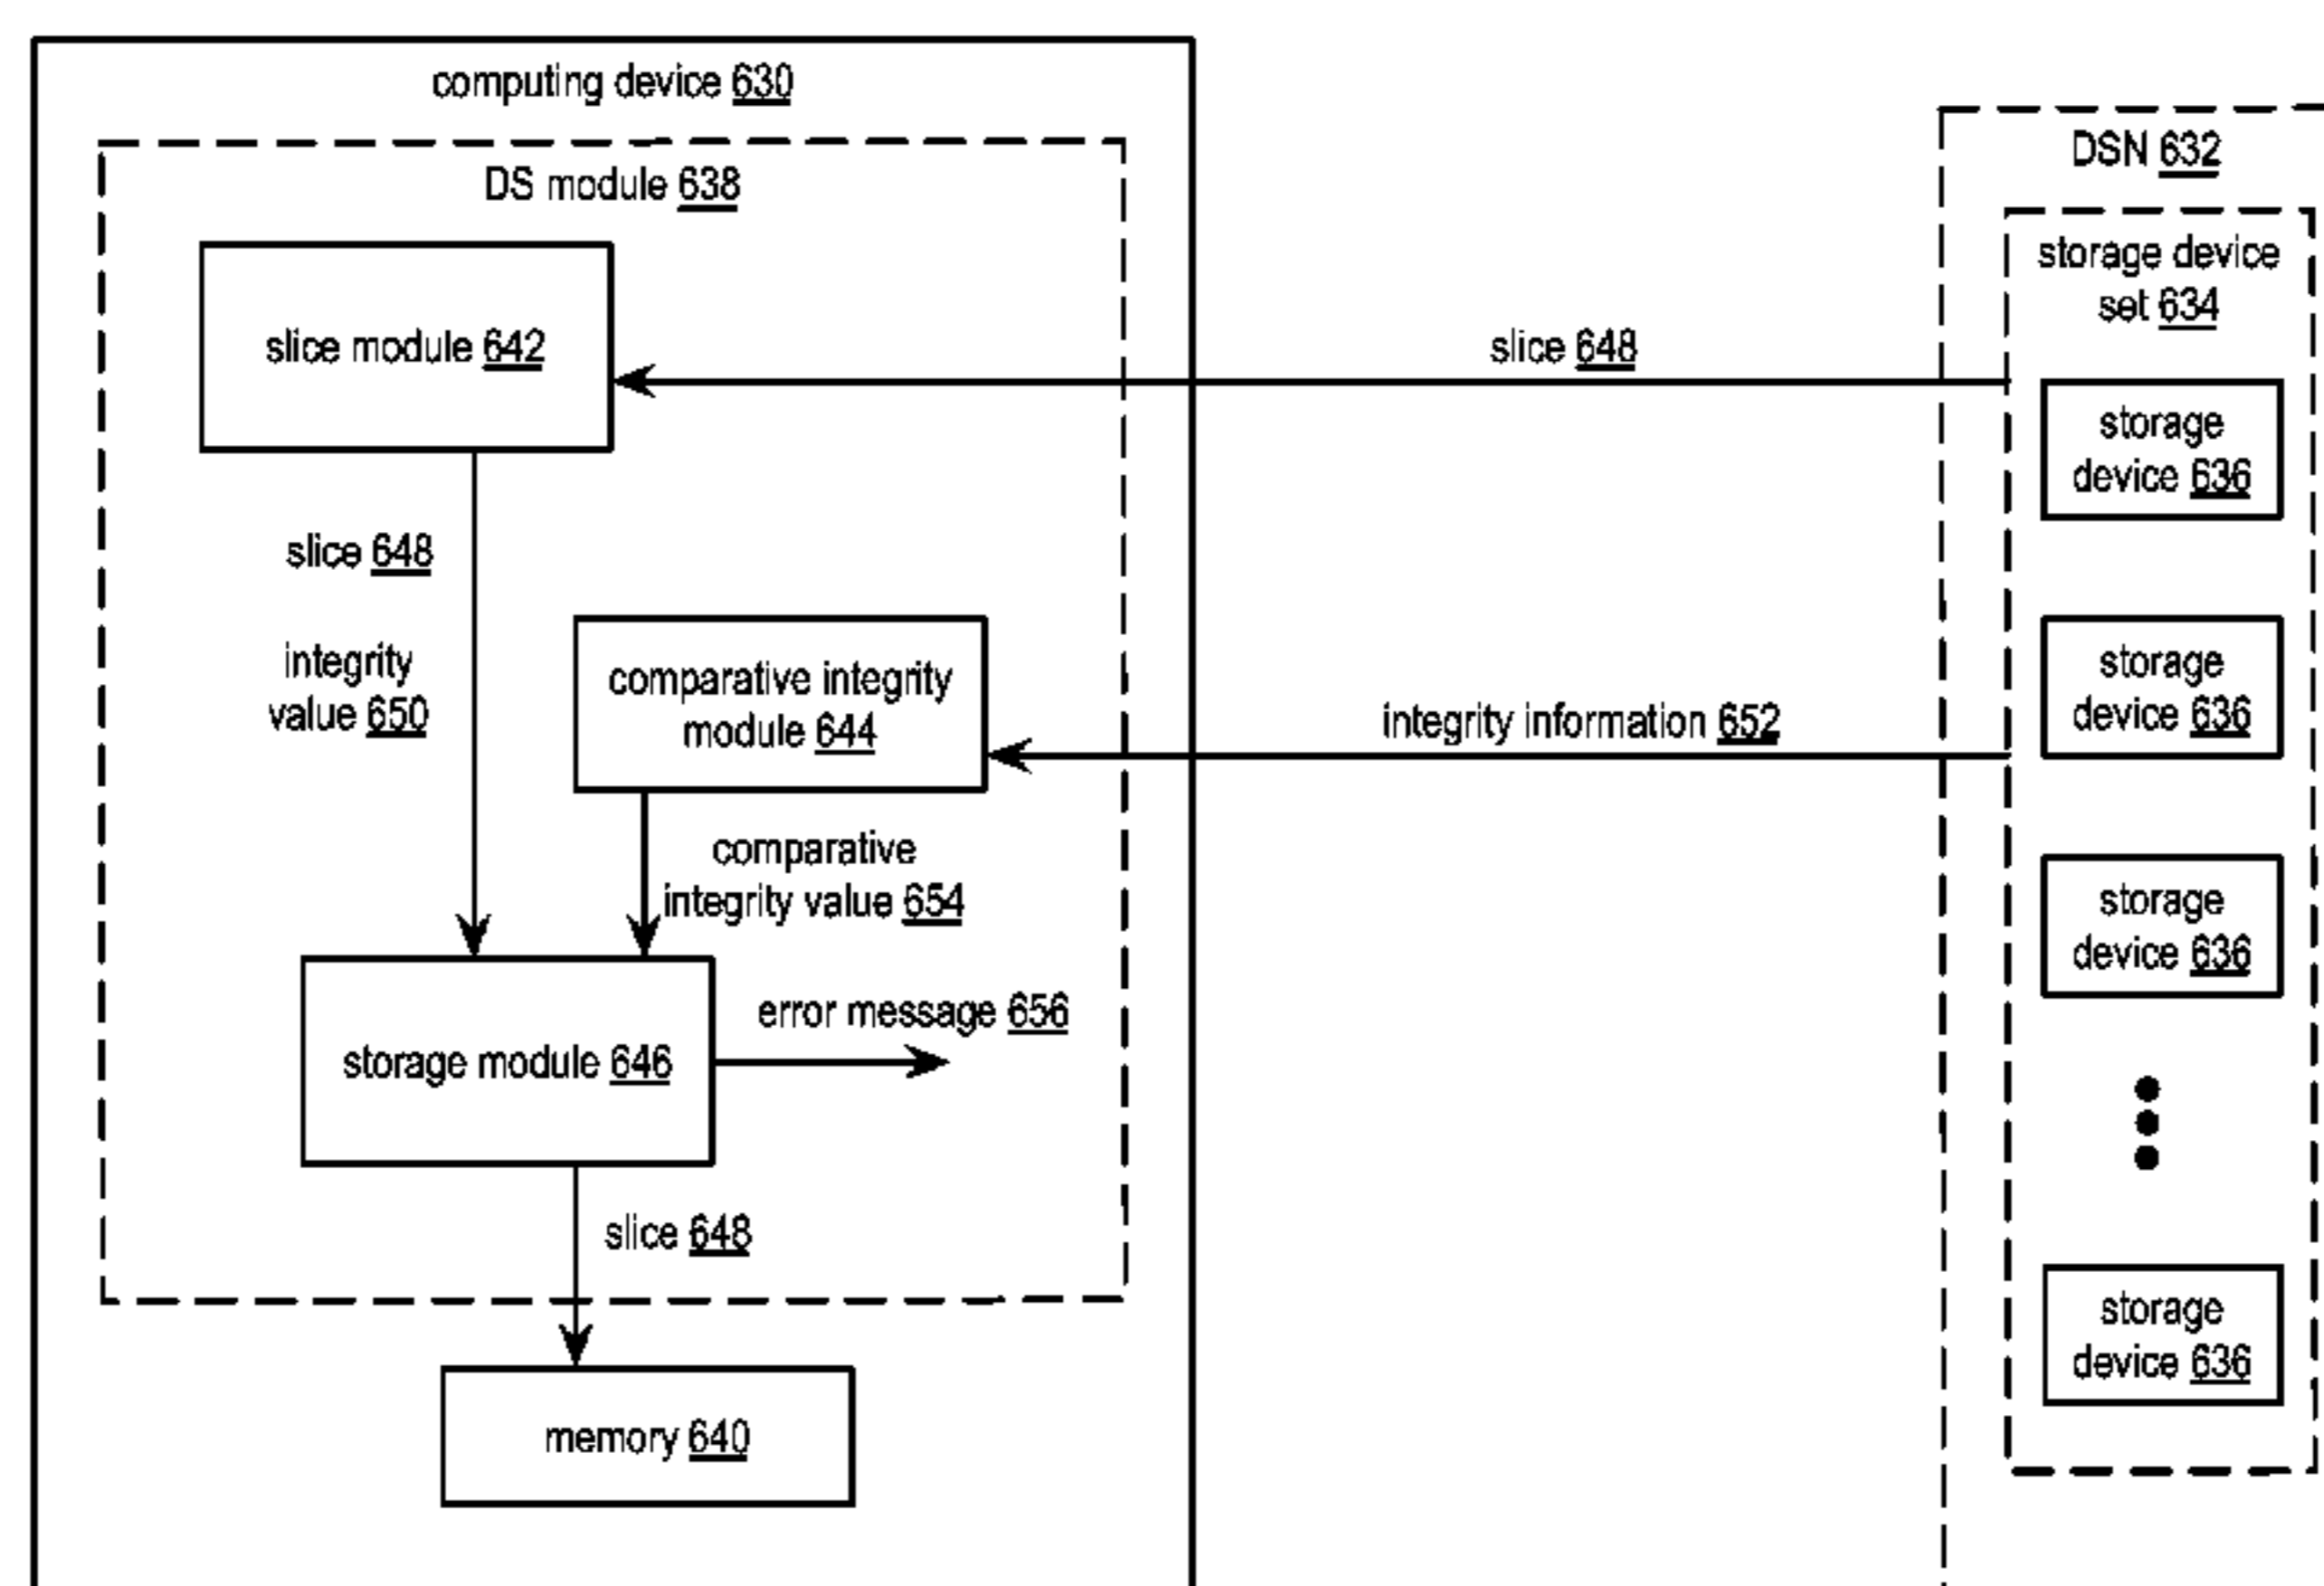 computing device 630
DS module 638
slice module 642
slice 648
integrity
value 650
comparative integrity
module 644
comparative
integrity value 654
storage module 646
error message 656
slice 648
memory 640
slice 648
integrity information 652
DSN 632
storage device
set 634
storage
device 636
storage
device 636
storage
device 636
storage
device 636